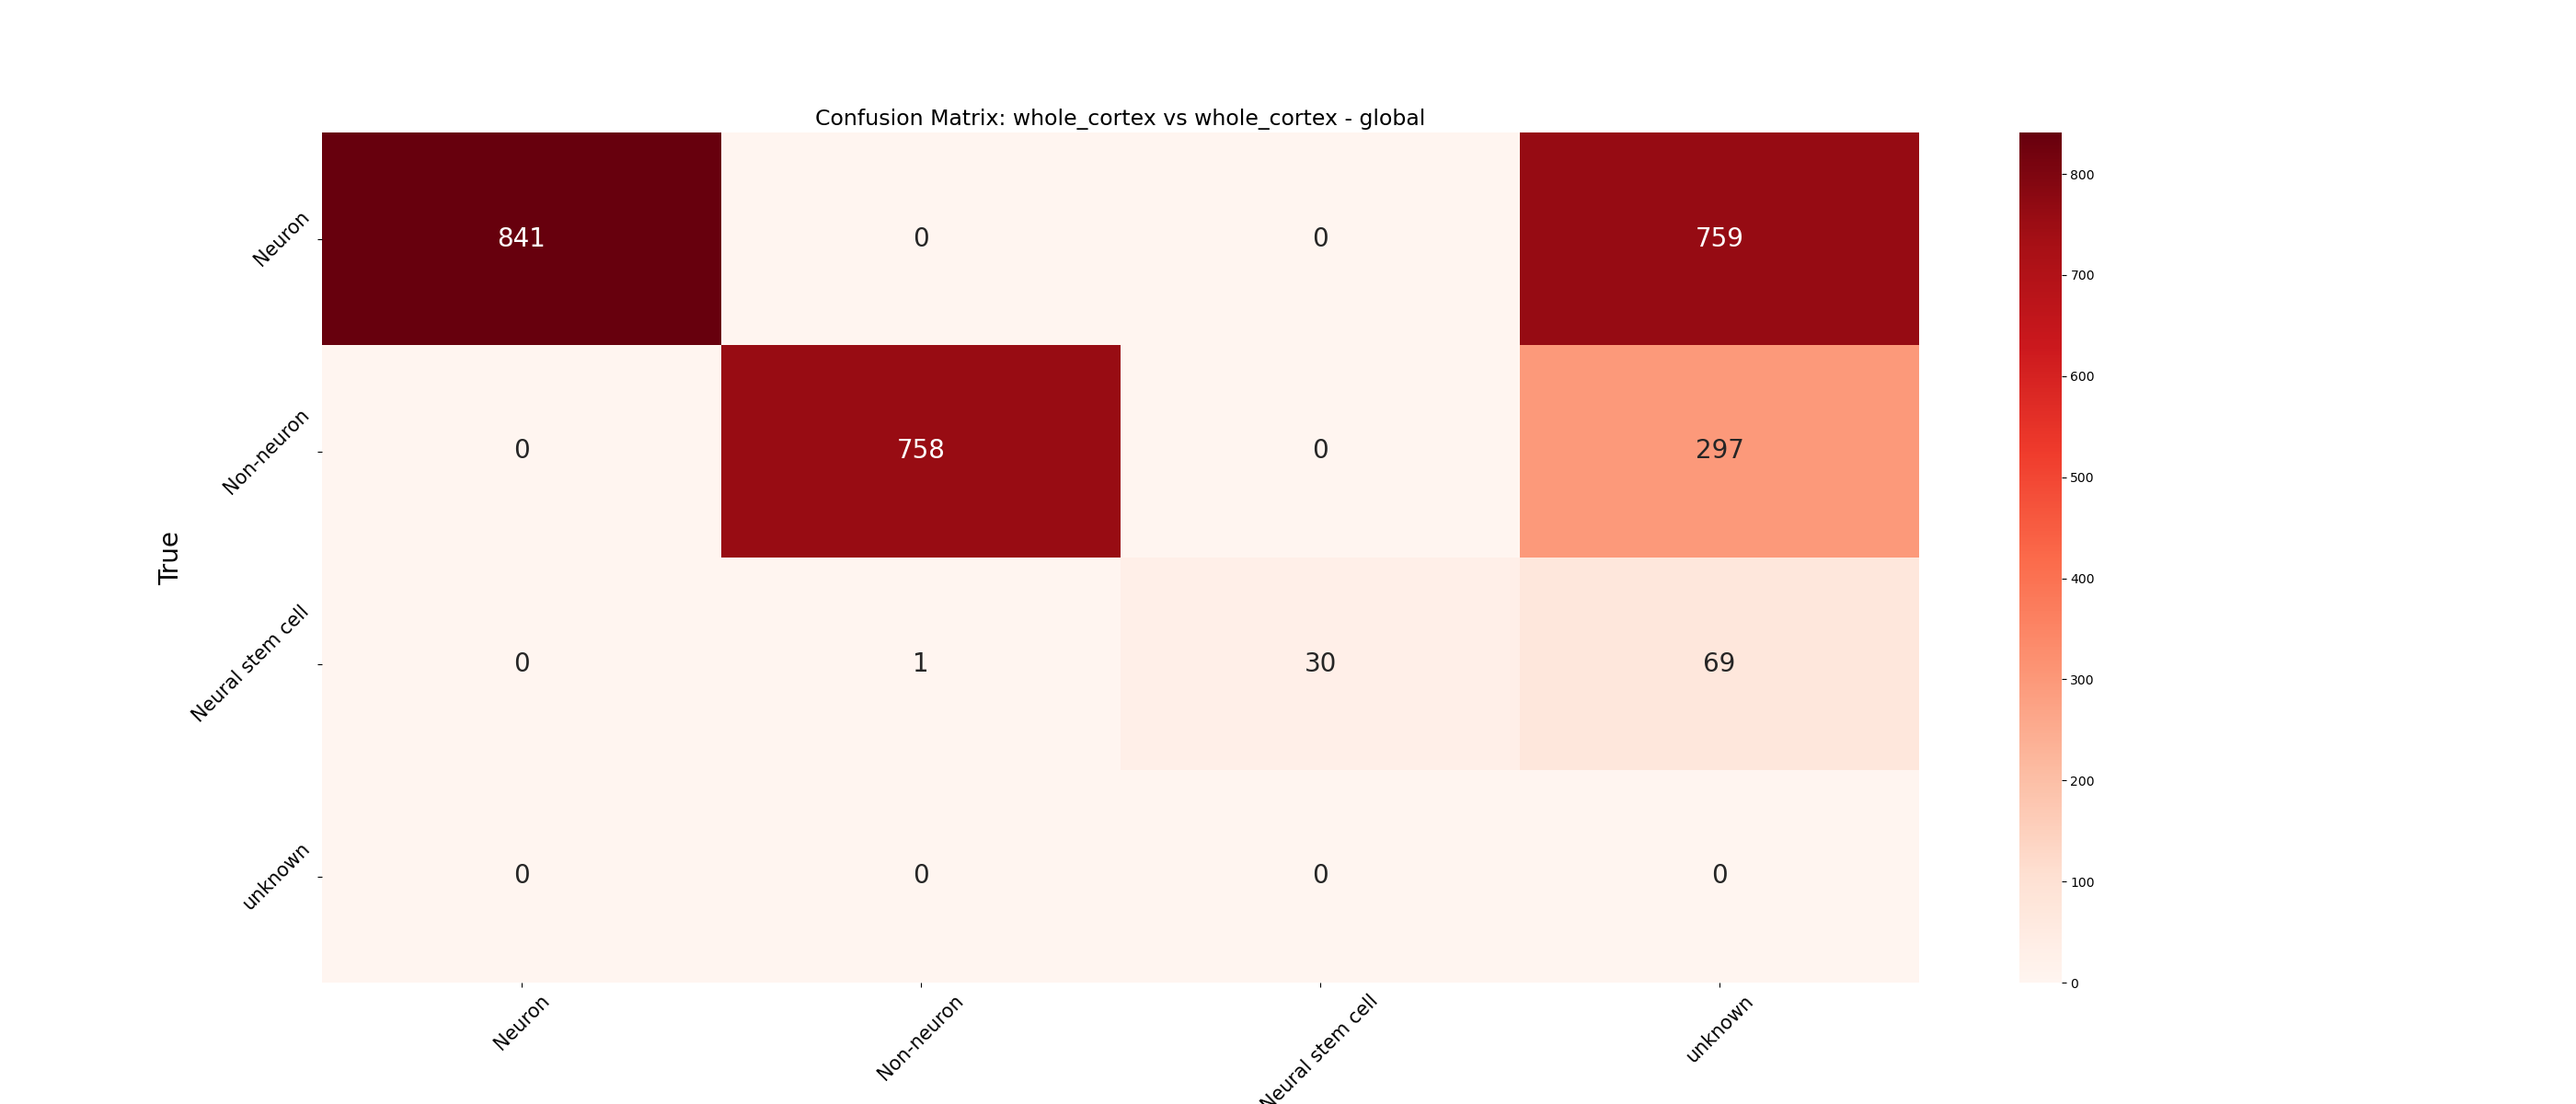 Confusion Matrix: whole_cortex vs whole_cortex - global
Neuron
841
0
0
759
Non-neuron
0
758
0
297
Neural stem cell
0
1
30
69
unknown
0
0
0
0
True
Neuron
Non-neuron
Neural stem cell
unknown
800
700
600
500
400
300
200
100
0